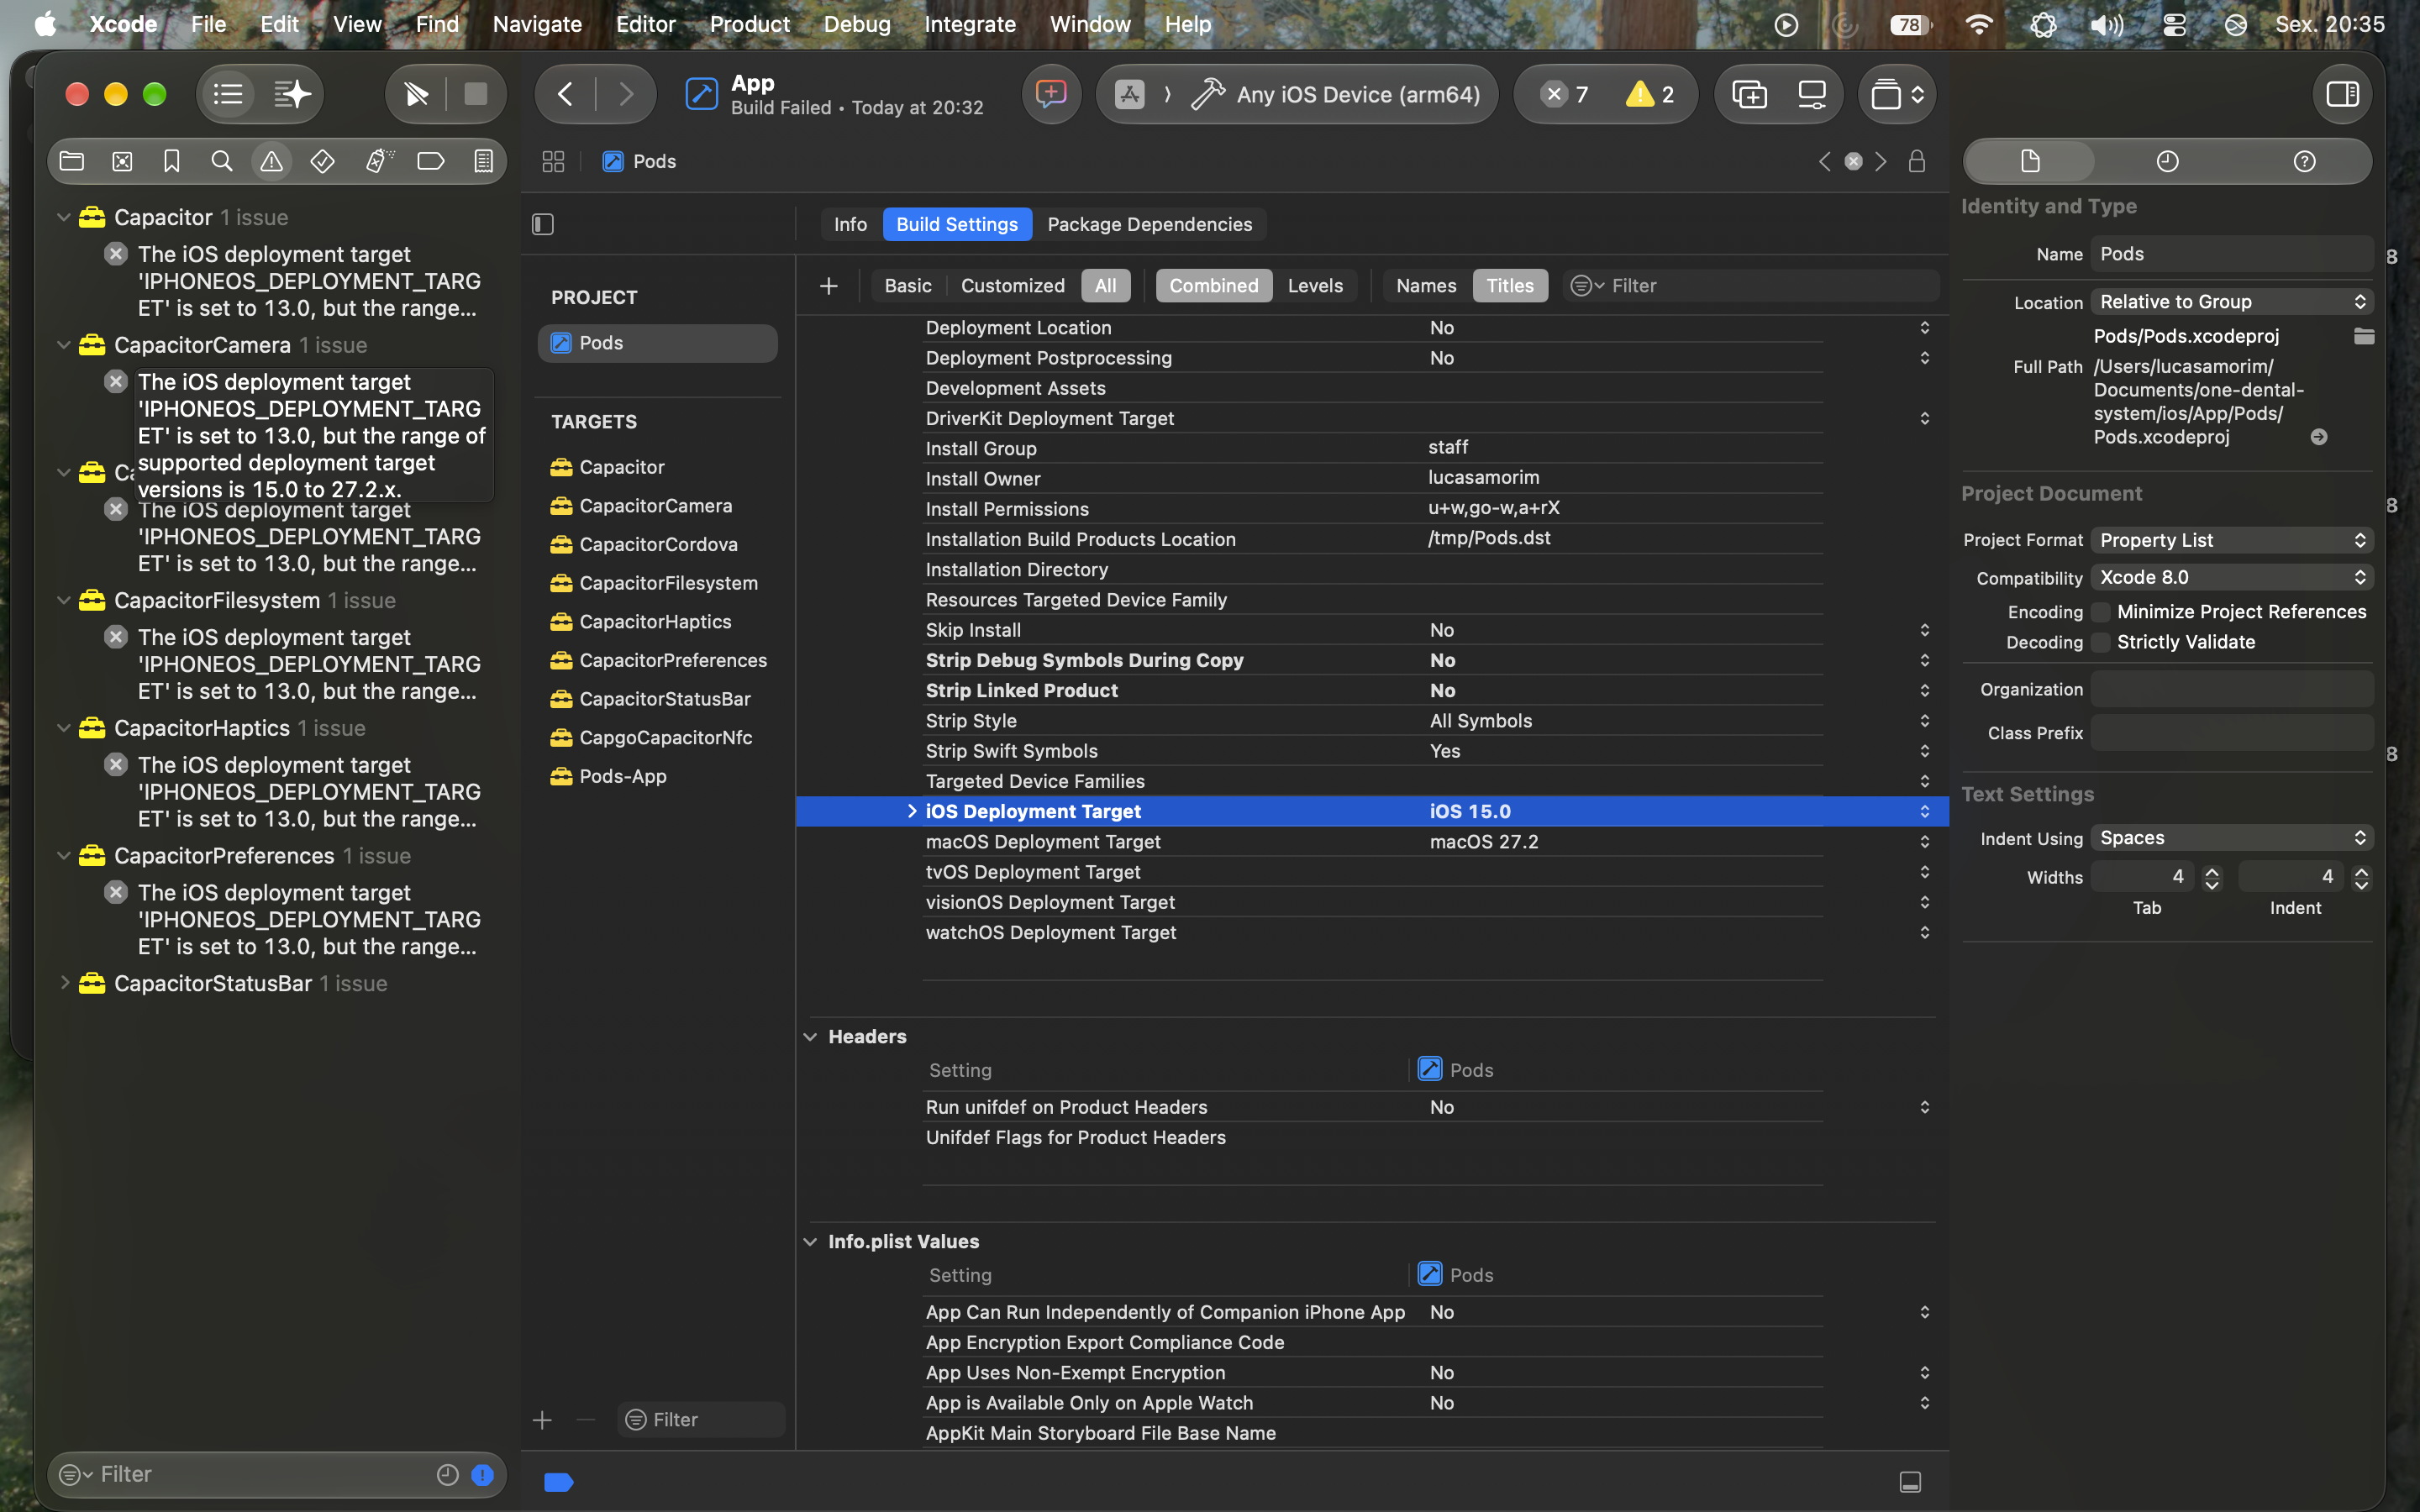 Xcode File Edit View Find Navigate Editor Product Debug Integrate Window Help 78 Sex. 20:35
App
Build Failed • Today at 20:32
Any iOS Device (arm64)
7 2
Pods
Capacitor 1 issue
The iOS deployment target
'IPHONEOS_DEPLOYMENT_TARG
ET' is set to 13.0, but the range...
CapacitorCamera 1 issue
The iOS deployment target
'IPHONEOS_DEPLOYMENT_TARG
ET' is set to 13.0, but the range of
supported deployment target
versions is 15.0 to 27.2.x.
The iOS deployment target
'IPHONEOS_DEPLOYMENT_TARG
ET' is set to 13.0, but the range...
CapacitorFilesystem 1 issue
The iOS deployment target
'IPHONEOS_DEPLOYMENT_TARG
ET' is set to 13.0, but the range...
CapacitorHaptics 1 issue
The iOS deployment target
'IPHONEOS_DEPLOYMENT_TARG
ET' is set to 13.0, but the range...
CapacitorPreferences 1 issue
The iOS deployment target
'IPHONEOS_DEPLOYMENT_TARG
ET' is set to 13.0, but the range...
CapacitorStatusBar 1 issue
Filter
PROJECT
Pods
TARGETS
Capacitor
CapacitorCamera
CapacitorCordova
CapacitorFilesystem
CapacitorHaptics
CapacitorPreferences
CapacitorStatusBar
CapgoCapacitorNfc
Pods-App
Filter
Info Build Settings Package Dependencies
Basic Customized All Combined Levels Names Titles Filter
Deployment Location No
Deployment Postprocessing No
Development Assets
DriverKit Deployment Target
Install Group staff
Install Owner lucasamorim
Install Permissions u+w,go-w,a+rX
Installation Build Products Location /tmp/Pods.dst
Installation Directory
Resources Targeted Device Family
Skip Install No
Strip Debug Symbols During Copy No
Strip Linked Product No
Strip Style All Symbols
Strip Swift Symbols Yes
Targeted Device Families
iOS Deployment Target iOS 15.0
macOS Deployment Target macOS 27.2
tvOS Deployment Target
visionOS Deployment Target
watchOS Deployment Target
Headers
Setting Pods
Run unifdef on Product Headers No
Unifdef Flags for Product Headers
Info.plist Values
Setting Pods
App Can Run Independently of Companion iPhone App No
App Encryption Export Compliance Code
App Uses Non-Exempt Encryption No
App is Available Only on Apple Watch No
AppKit Main Storyboard File Base Name
Identity and Type
Name Pods
Location Relative to Group
Pods/Pods.xcodeproj
Full Path /Users/lucasamorim/
Documents/one-dental-
system/ios/App/Pods/
Pods.xcodeproj
Project Document
Project Format Property List
Compatibility Xcode 8.0
Encoding Minimize Project References
Decoding Strictly Validate
Organization
Class Prefix
Text Settings
Indent Using Spaces
Widths 4 4
Tab Indent
8
8
8